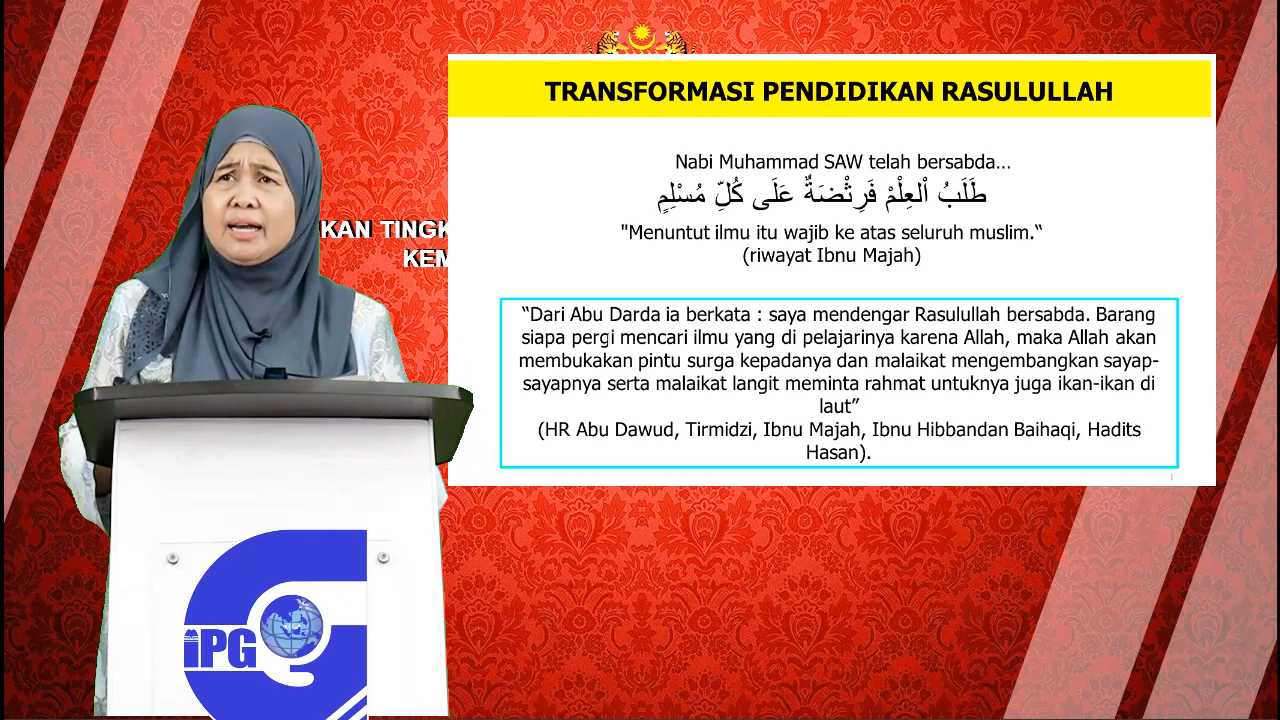 TRANSFORMASI PENDIDIKAN RASULULLAH
Nabi Muhammad SAW telah bersabda...
طَلَبُ اْلعِلْمْ فَرِثْضَةٌ عَلَى كُلِّ مُسْلِمٍ
"Menuntut ilmu itu wajib ke atas seluruh muslim.“
(riwayat Ibnu Majah)
KAN TINGK
KEM
“Dari Abu Darda ia berkata : saya mendengar Rasulullah bersabda. Barang
siapa pergi mencari ilmu yang di pelajarinya karena Allah, maka Allah akan
membukakan pintu surga kepadanya dan malaikat mengembangkan sayap-
sayapnya serta malaikat langit meminta rahmat untuknya juga ikan-ikan di
laut”
(HR Abu Dawud, Tirmidzi, Ibnu Majah, Ibnu Hibbandan Baihaqi, Hadits
Hasan).
iPG